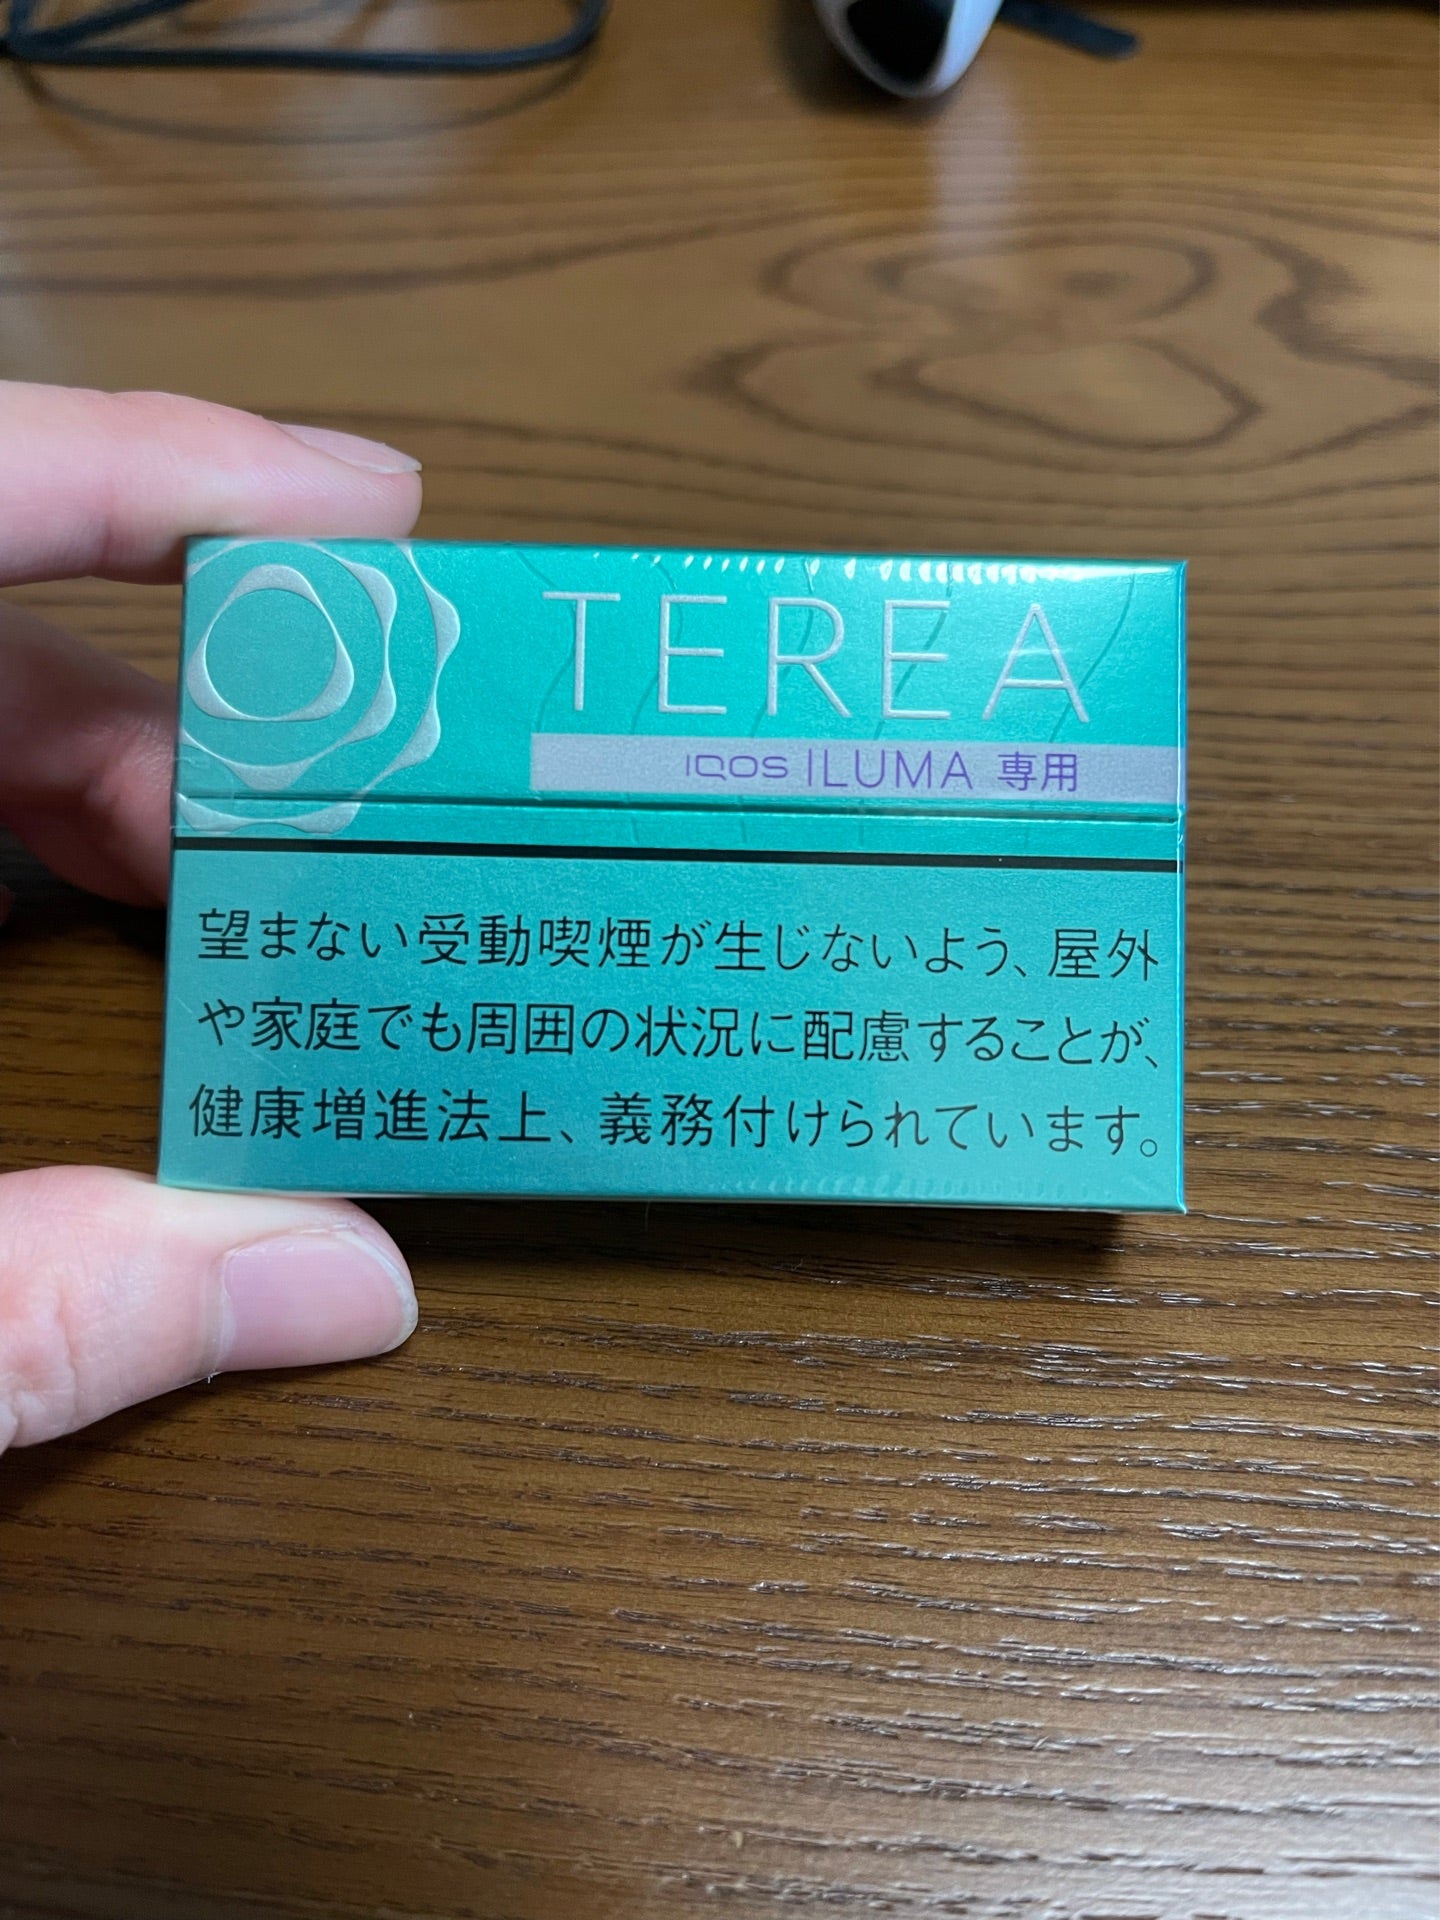 TEREA
IQOS ILUMA 専用
望まない受動喫煙が生じないよう、屋外
や家庭でも周囲の状況に配慮することが、
健康増進法上、義務付けられています。